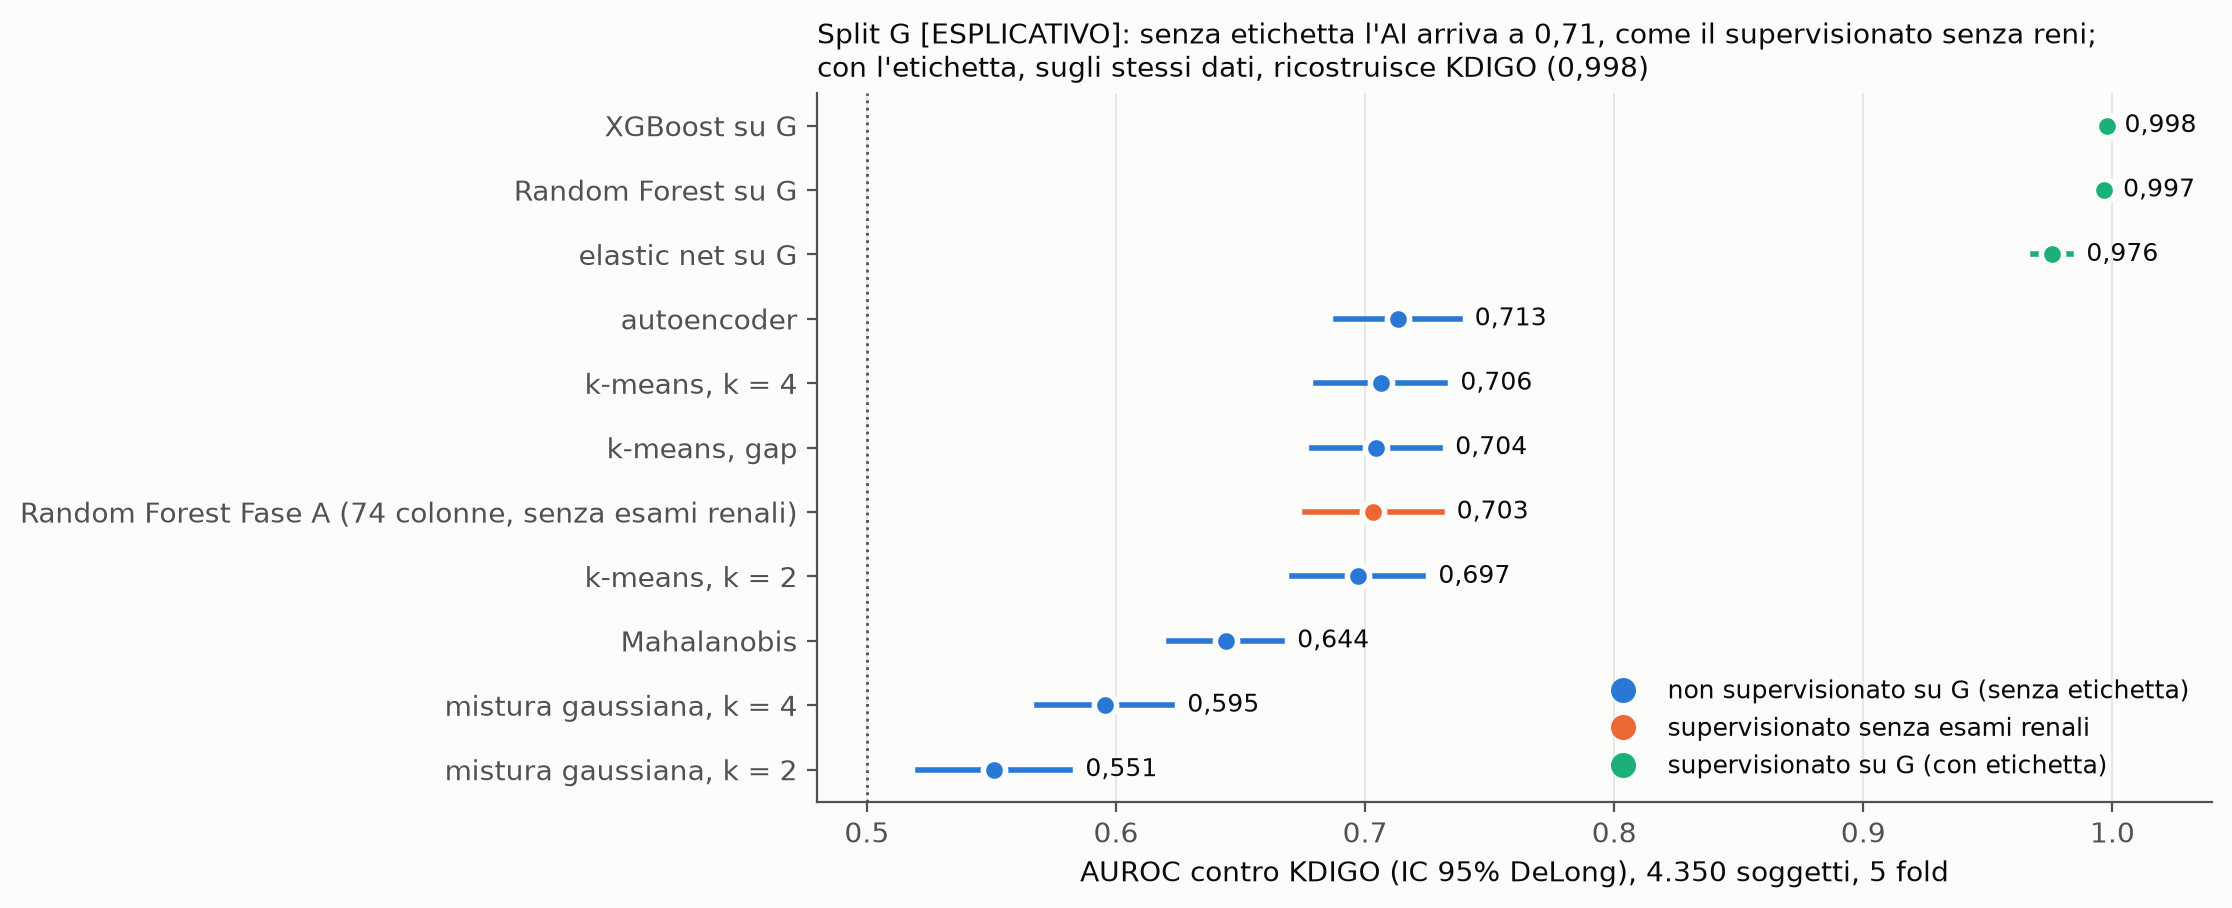 Split G [ESPLICATIVO]: senza etichetta l'AI arriva a 0,71, come il supervisionato senza reni;
con l'etichetta, sugli stessi dati, ricostruisce KDIGO (0,998)
XGBoost su G 0,998
Random Forest su G 0,997
elastic net su G 0,976
autoencoder 0,713
k-means, k = 4 0,706
k-means, gap 0,704
Random Forest Fase A (74 colonne, senza esami renali) 0,703
k-means, k = 2 0,697
Mahalanobis 0,644
mistura gaussiana, k = 4 0,595
mistura gaussiana, k = 2 0,551
non supervisionato su G (senza etichetta)
supervisionato senza esami renali
supervisionato su G (con etichetta)
0.5 0.6 0.7 0.8 0.9 1.0
AUROC contro KDIGO (IC 95% DeLong), 4.350 soggetti, 5 fold